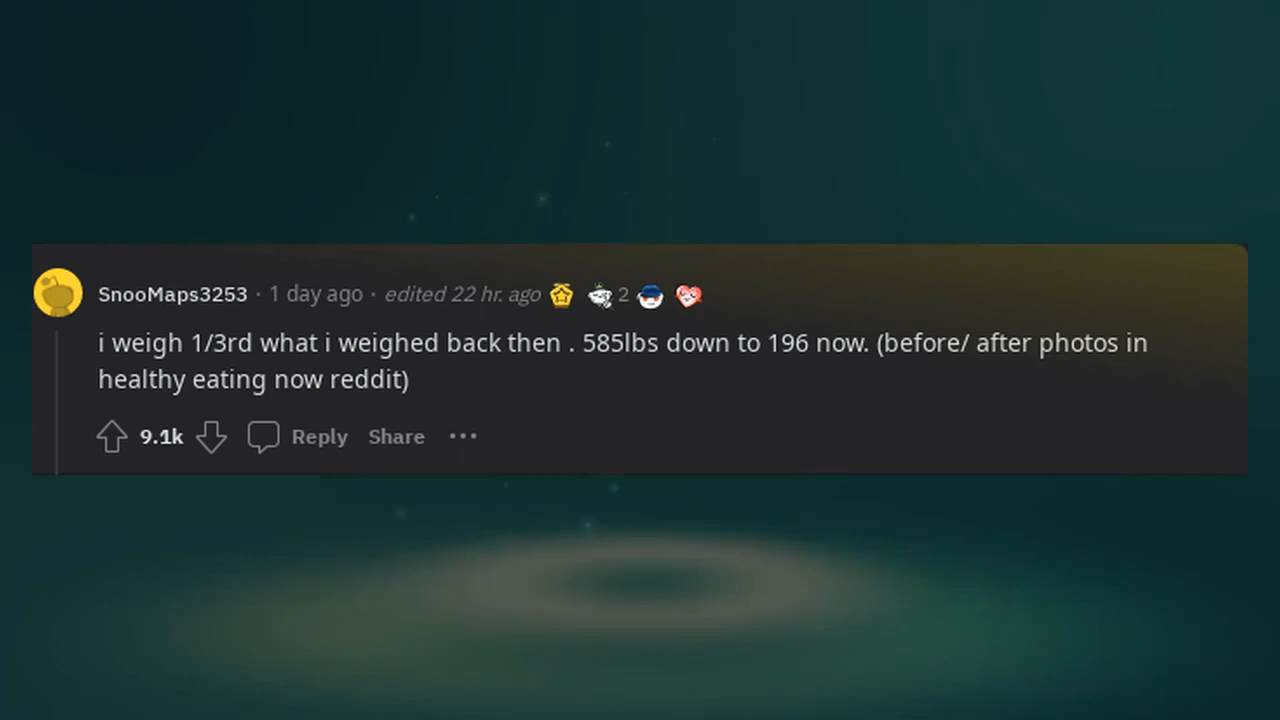 SnooMaps3253 · 1 day ago · edited 22 hr. ago 2
i weigh 1/3rd what i weighed back then . 585lbs down to 196 now. (before/ after photos in
healthy eating now reddit)
9.1k Reply Share ···